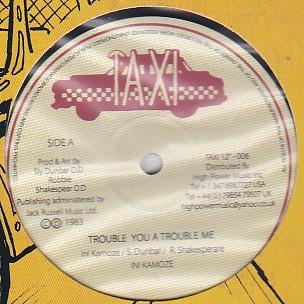 TAXI
SIDE A
Prod & Art by
Sly Dunbar O.D
Robbie
Shakespear O.D
Publishing administered by
Jack Russell Music Ltd.
© ℗ 1983
TAXI 12" - 006
Distributed By
High Power Music Inc
highpowermusic@yahoo.co.uk
TROUBLE YOU A TROUBLE ME
Ini Kamoze / S. Dunbar / R. Shakesperare
INI KAMOZE